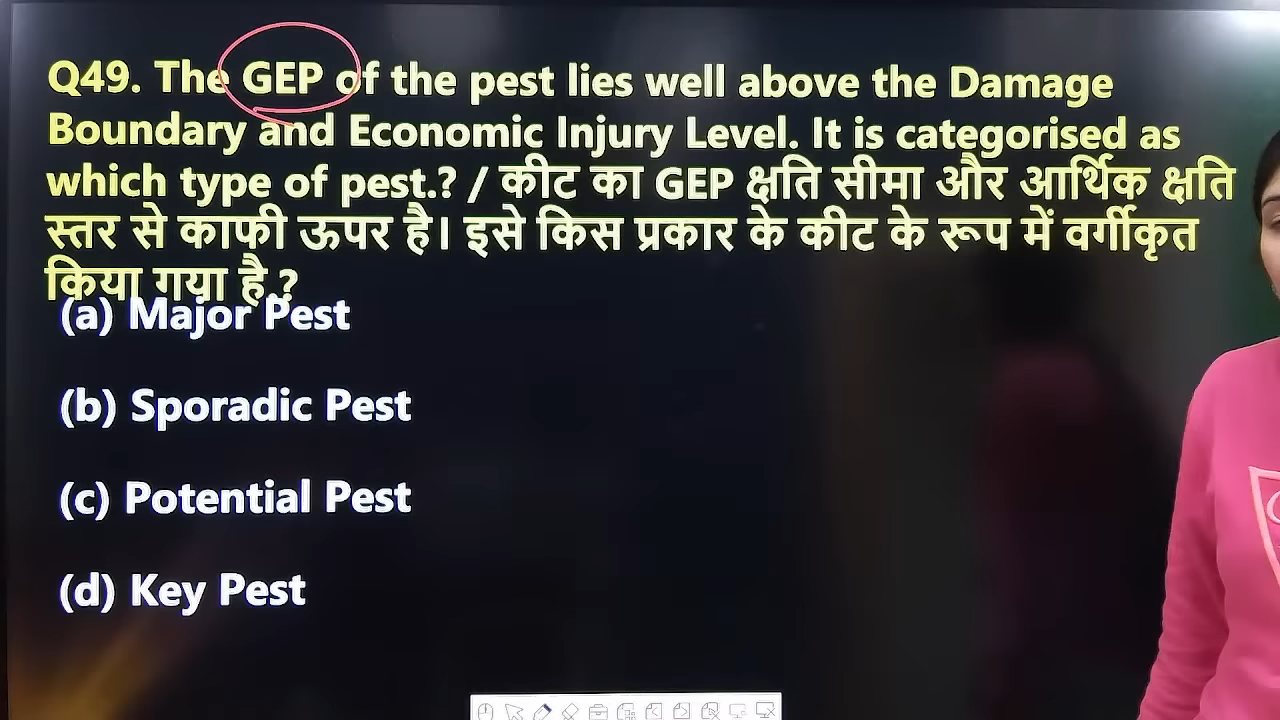 Q49. The GEP of the pest lies well above the Damage
Boundary and Economic Injury Level. It is categorised as
which type of pest.? / कीट का GEP क्षति सीमा और आर्थिक क्षति
स्तर से काफी ऊपर है। इसे किस प्रकार के कीट के रूप में वर्गीकृत
किया गया है ?
(a) Major Pest
(b) Sporadic Pest
(c) Potential Pest
(d) Key Pest